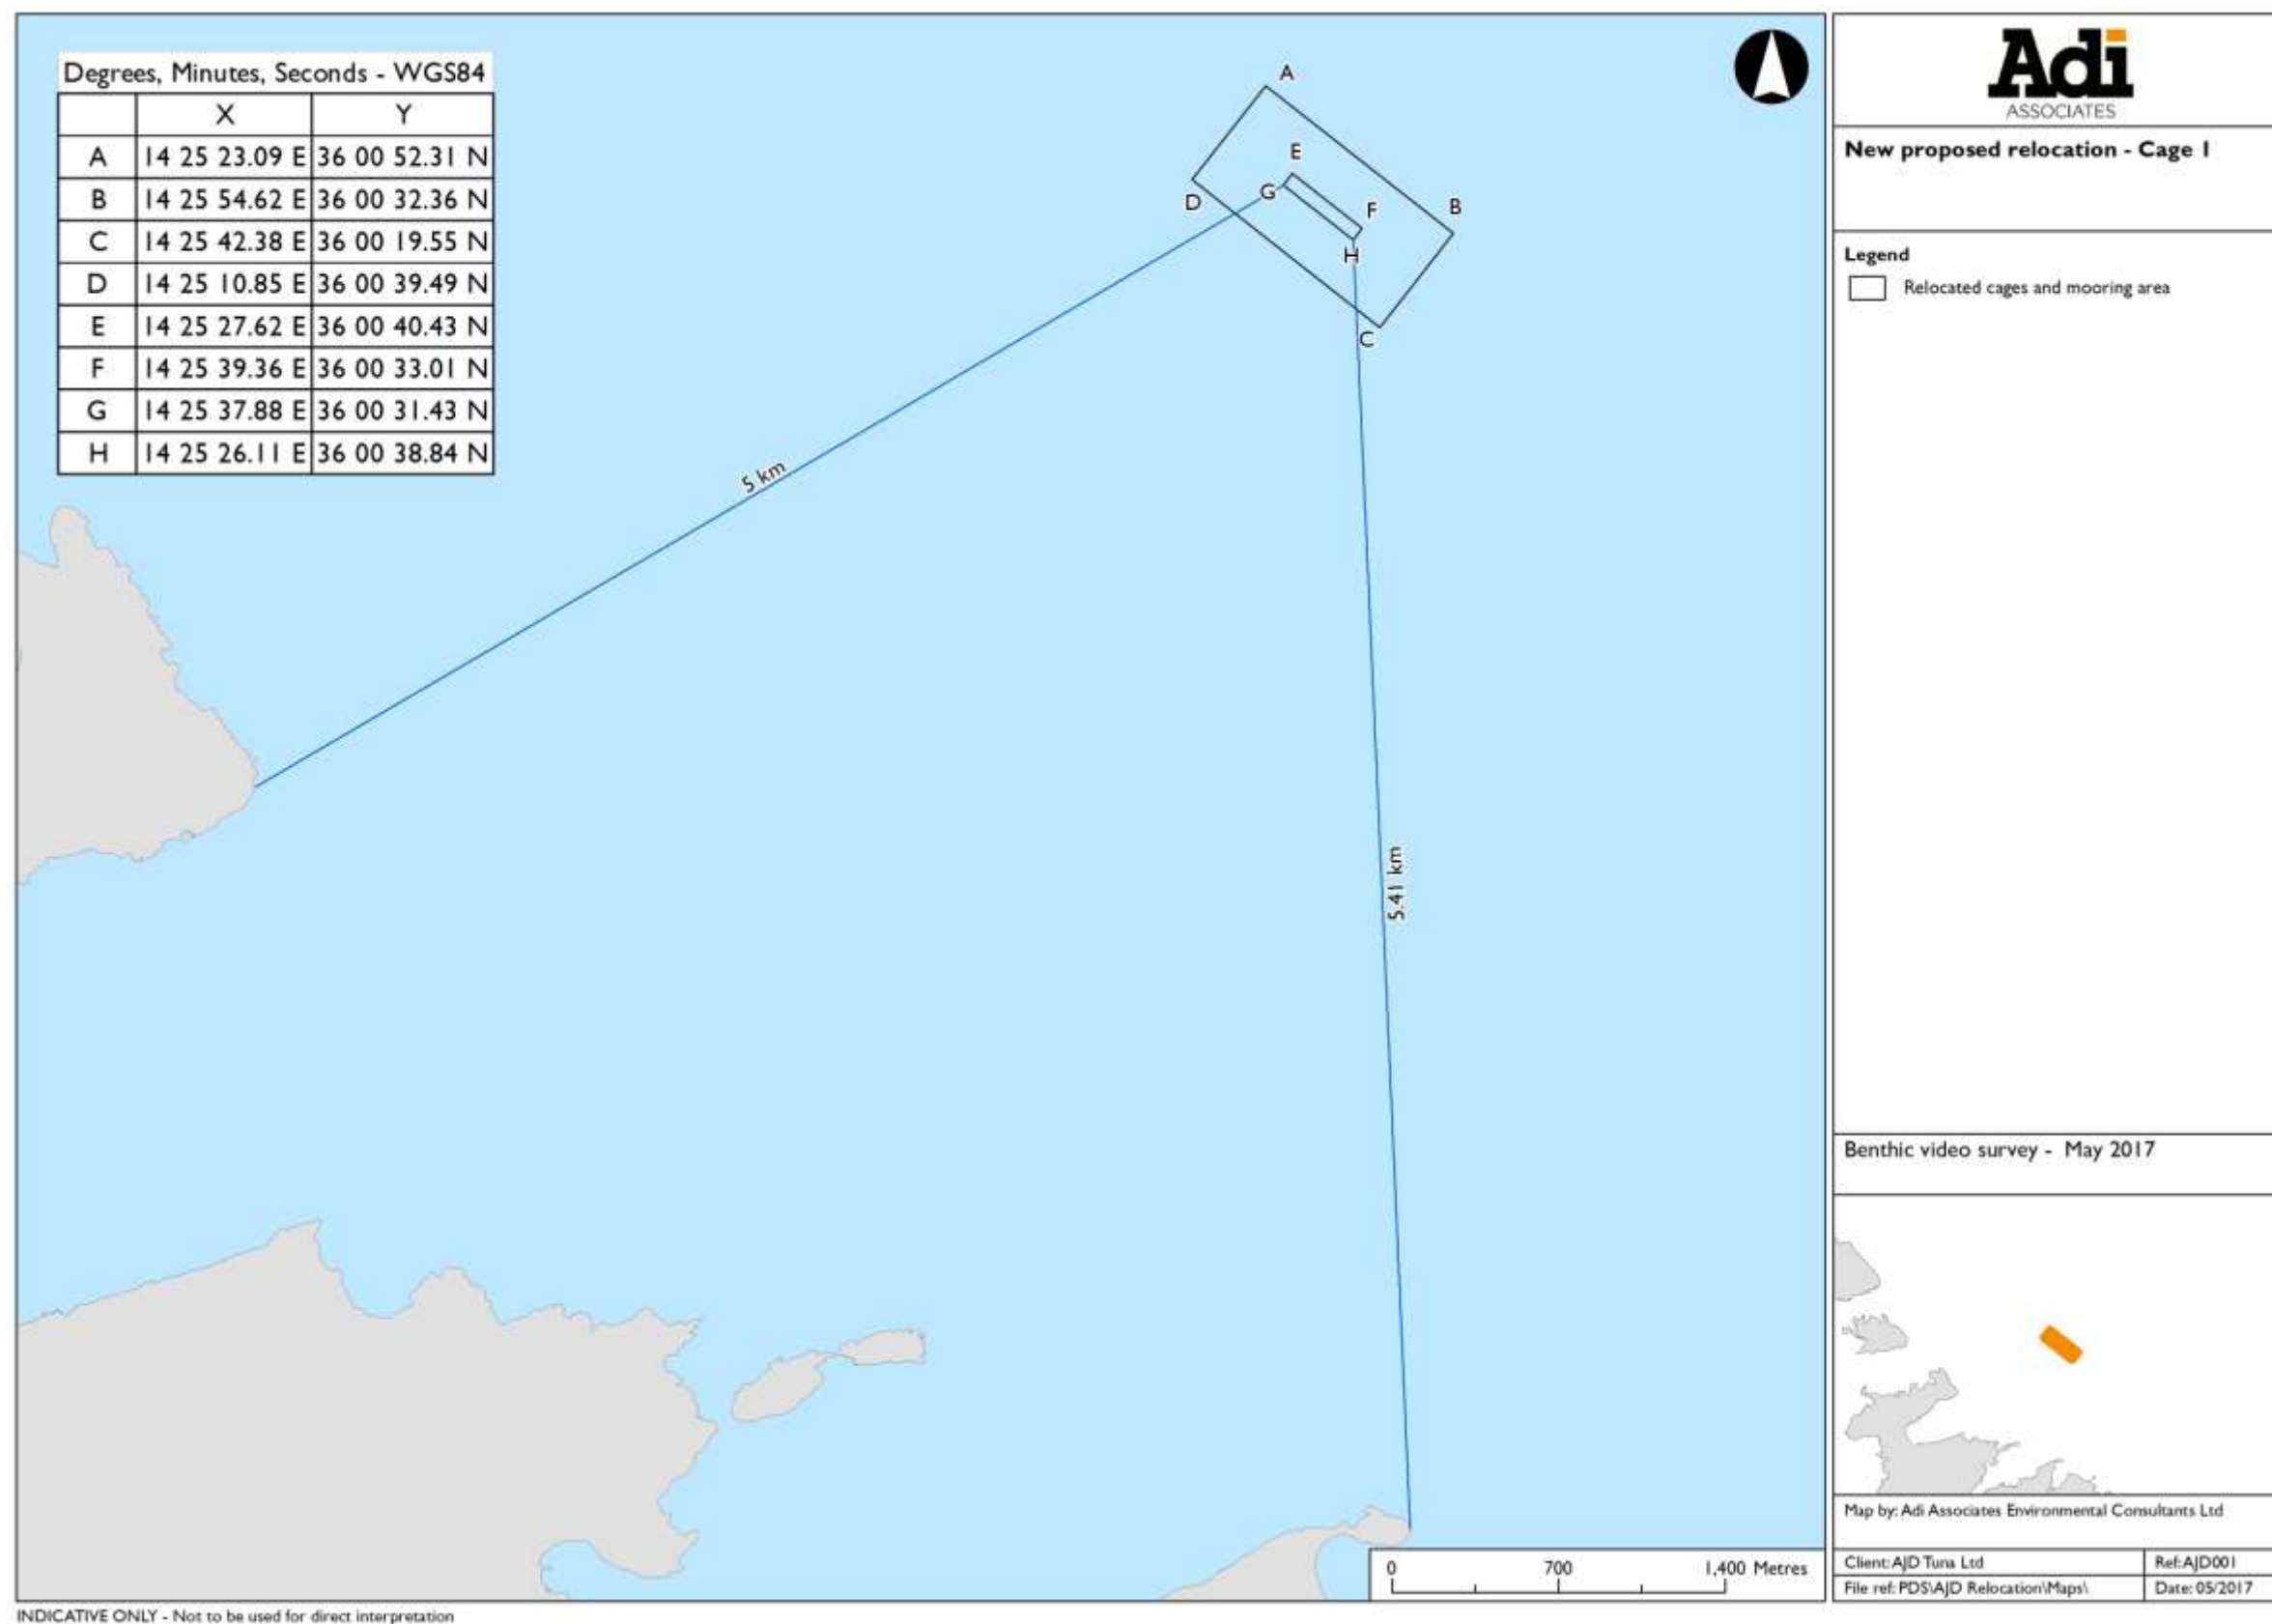 Degrees, Minutes, Seconds - WGS84
X Y
A 14 25 23.09 E 36 00 52.31 N
B 14 25 54.62 E 36 00 32.36 N
C 14 25 42.38 E 36 00 19.55 N
D 14 25 10.85 E 36 00 39.49 N
E 14 25 27.62 E 36 00 40.43 N
F 14 25 39.36 E 36 00 33.01 N
G 14 25 37.88 E 36 00 31.43 N
H 14 25 26.11 E 36 00 38.84 N
A
E
G
D
F
B
H
C
5 km
5.41 km
0 700 1,400 Metres
INDICATIVE ONLY - Not to be used for direct interpretation
Adi
ASSOCIATES
New proposed relocation - Cage 1
Legend
Relocated cages and mooring area
Benthic video survey - May 2017
Map by: Adi Associates Environmental Consultants Ltd
Client: AJD Tuna Ltd Ref: AJD001
File ref: PDS\AJD Relocation\Maps\ Date: 05/2017